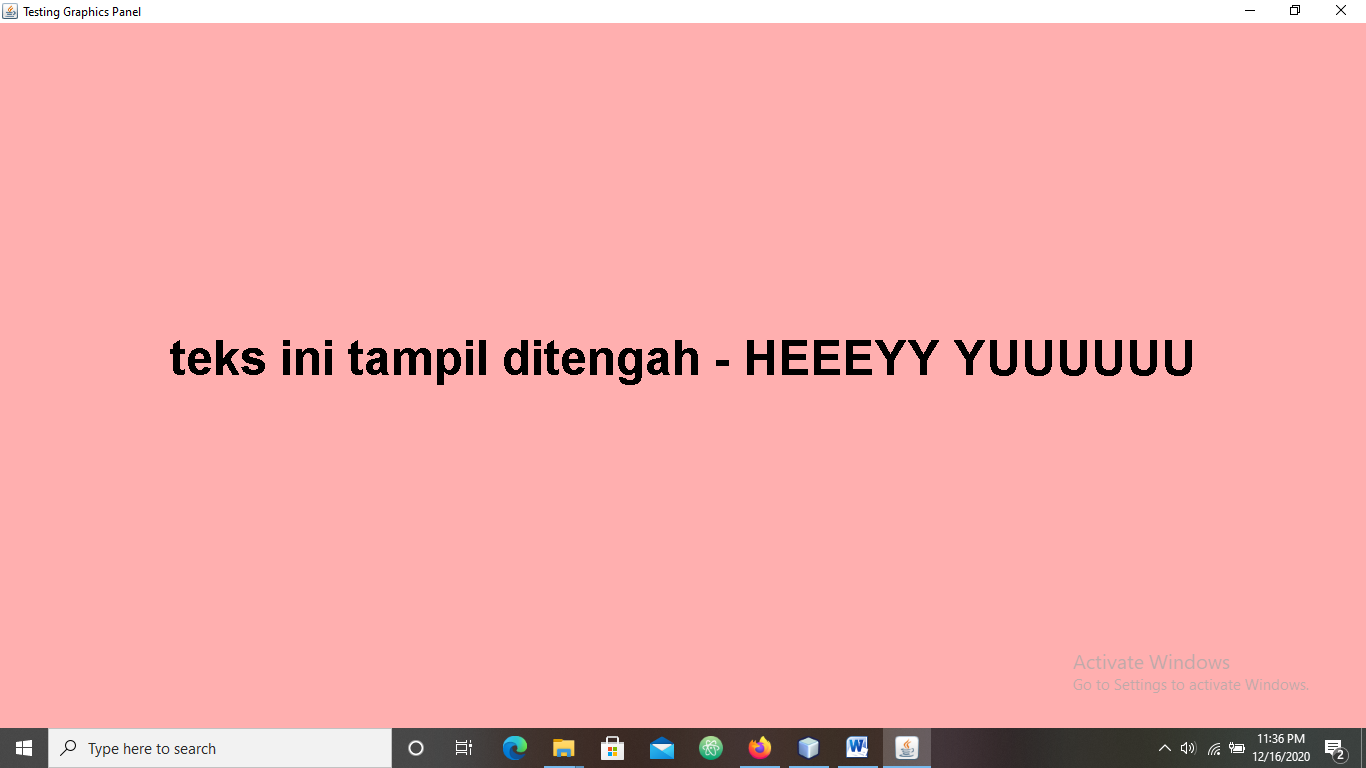 Testing Graphics Panel
teks ini tampil ditengah - HEEEYY YUUUUUU
Activate Windows
Go to Settings to activate Windows.
Type here to search
11:36 PM
12/16/2020
2